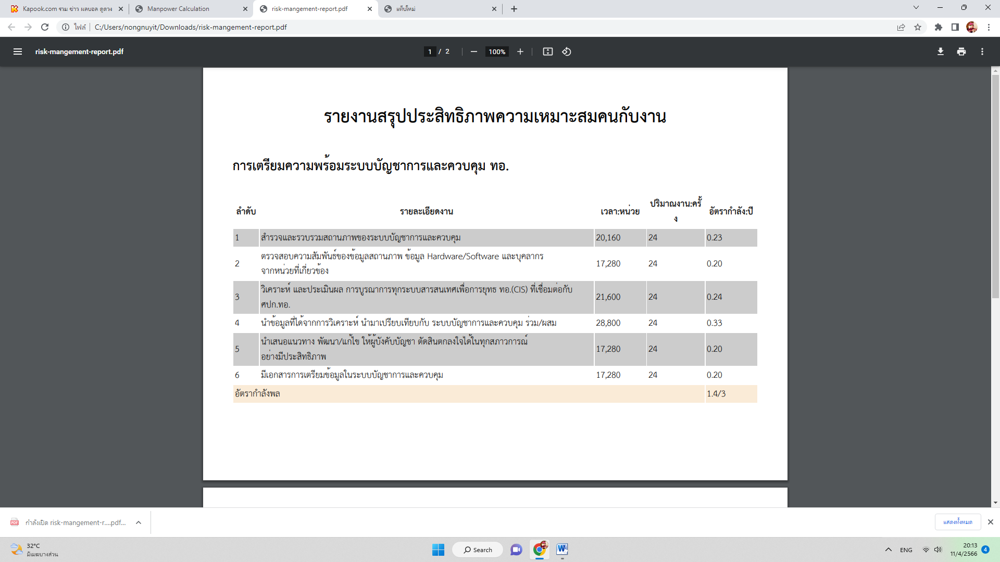 Kapook.com รวม ข่าว ผลบอล ดูดวง
Manpower Calculation
risk-mangement-report.pdf
แท็บใหม่
ไฟล์
C:/Users/nongnuyit/Downloads/risk-mangement-report.pdf
risk-mangement-report.pdf
1 / 2
100%
รายงานสรุปประสิทธิภาพความเหมาะสมคนกับงาน
การเตรียมความพร้อมระบบบัญชาการและควบคุม ทอ.
ลำดับ รายละเอียดงาน เวลา:หน่วย ปริมาณงาน:ครั้
ง อัตรากำลัง:ปี
1 สำรวจและรวบรวมสถานภาพของระบบบัญชาการและควบคุม 20,160 24 0.23
2 ตรวจสอบความสัมพันธ์ของข้อมูลสถานภาพ ข้อมูล Hardware/Software และบุคลากร
จากหน่วยที่เกี่ยวข้อง 17,280 24 0.20
3 วิเคราะห์ และประเมินผล การบูรณาการทุกระบบสารสนเทศเพื่อการยุทธ ทอ.(CIS) ที่เชื่อมต่อกับ
ศปก.ทอ. 21,600 24 0.24
4 นำข้อมูลที่ได้จากการวิเคราะห์ นำมาเปรียบเทียบกับ ระบบบัญชาการและควบคุม ร่วม/ผสม 28,800 24 0.33
5 นำเสนอแนวทาง พัฒนา/แก้ไข ให้ผู้บังคับบัญชา ตัดสินตกลงใจได้ในทุกสภาวการณ์
อย่างมีประสิทธิภาพ 17,280 24 0.20
6 มีเอกสารการเตรียมข้อมูลในระบบบัญชาการและควบคุม 17,280 24 0.20
อัตรากำลังพล 1.4/3
PDF
กำลังเปิด risk-mangement-r....pdf...
แสดงทั้งหมด
32°C
มีเมฆบางส่วน
Search
W
ENG
20:13
11/4/2566
4